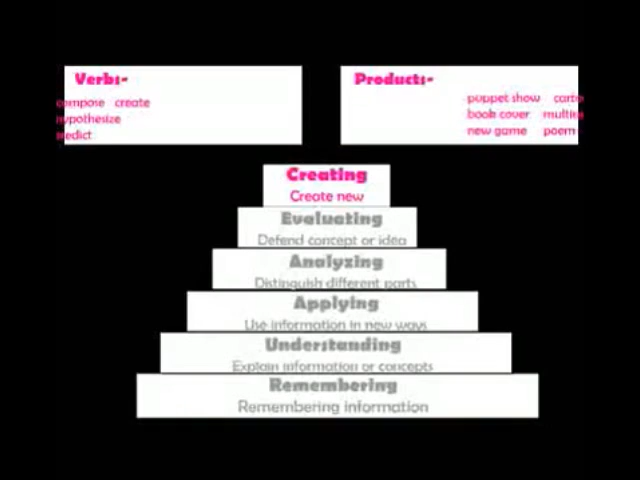 Verbs-
compose create
hypothesize
predict
Products-
puppet show
book cover
new game poem
Creating
Create new
Evaluating
Defend concept or idea
Analyzing
Distinguish different parts
Applying
Use information in new ways
Understanding
Explain information or concepts
Remembering
Remembering information